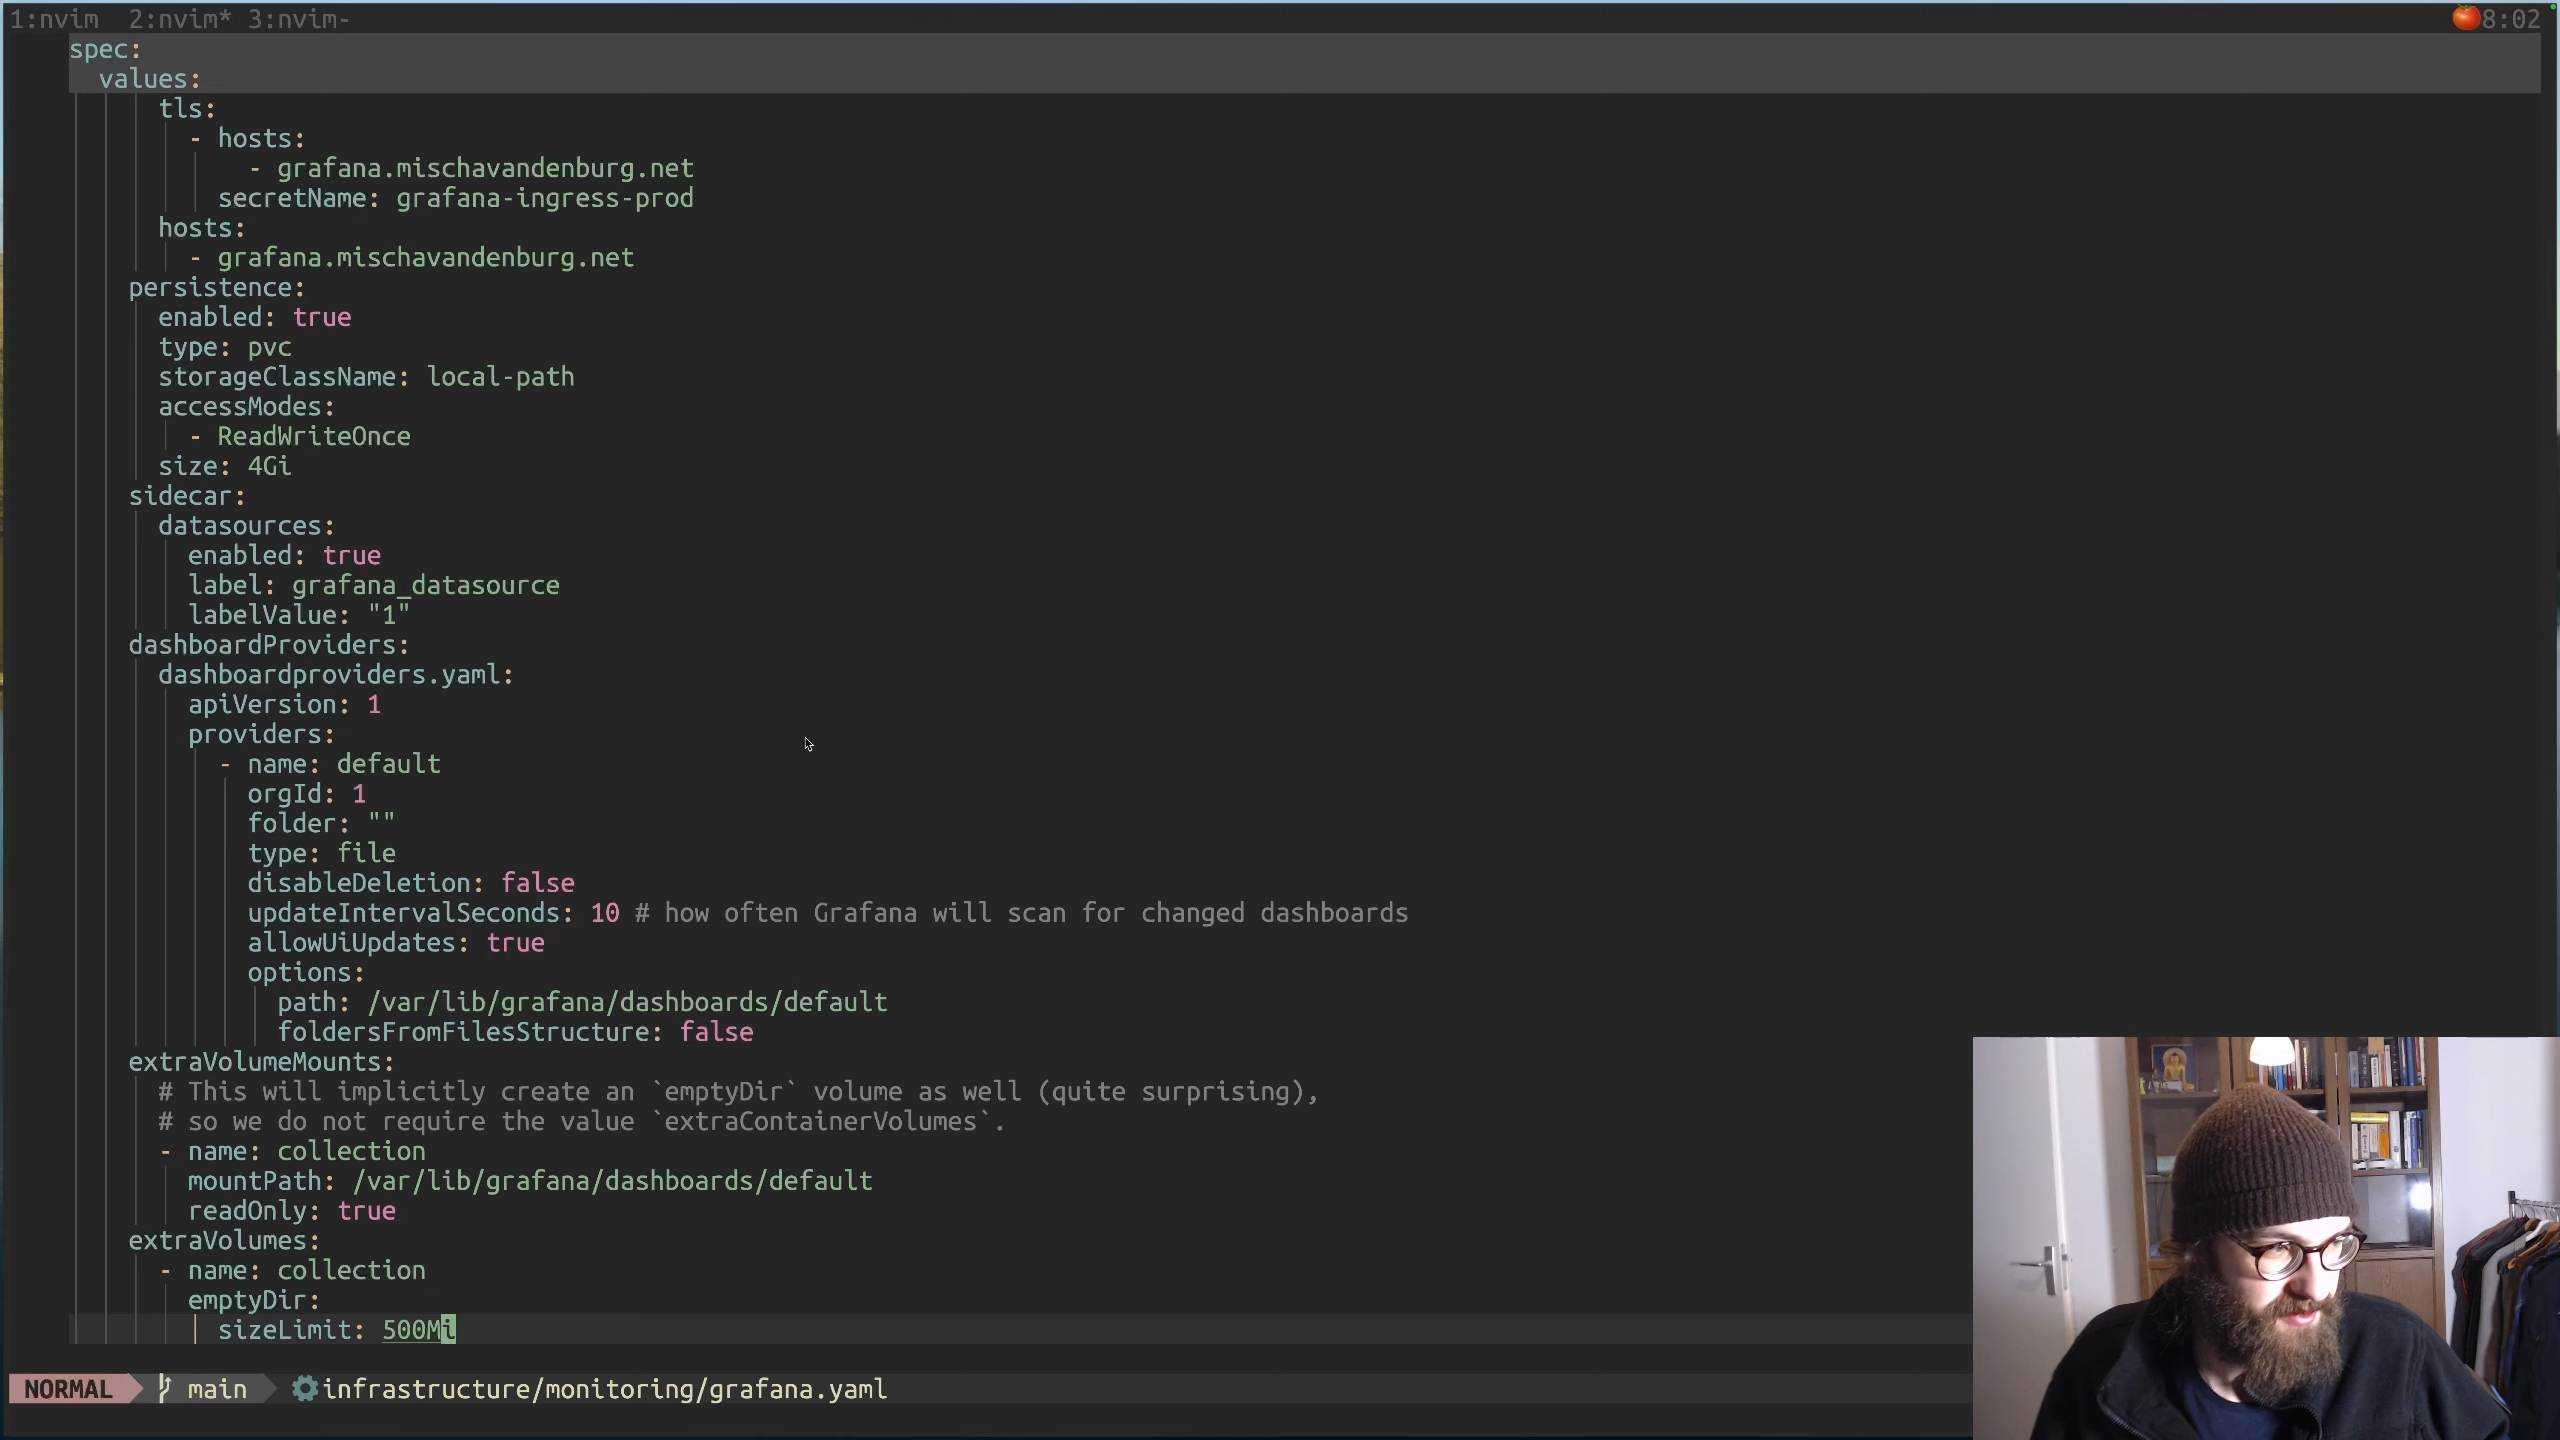 1:nvim  2:nvim* 3:nvim-
8:02
spec:
  values:
      tls:
        - hosts:
            - grafana.mischavandenburg.net
          secretName: grafana-ingress-prod
      hosts:
        - grafana.mischavandenburg.net
    persistence:
      enabled: true
      type: pvc
      storageClassName: local-path
      accessModes:
        - ReadWriteOnce
      size: 4Gi
    sidecar:
      datasources:
        enabled: true
        label: grafana_datasource
        labelValue: "1"
    dashboardProviders:
      dashboardproviders.yaml:
        apiVersion: 1
        providers:
          - name: default
            orgId: 1
            folder: ""
            type: file
            disableDeletion: false
            updateIntervalSeconds: 10 # how often Grafana will scan for changed dashboards
            allowUiUpdates: true
            options:
              path: /var/lib/grafana/dashboards/default
              foldersFromFilesStructure: false
    extraVolumeMounts:
      # This will implicitly create an `emptyDir` volume as well (quite surprising),
      # so we do not require the value `extraContainerVolumes`.
      - name: collection
        mountPath: /var/lib/grafana/dashboards/default
        readOnly: true
    extraVolumes:
      - name: collection
        emptyDir:
          sizeLimit: 500Mi
NORMAL main infrastructure/monitoring/grafana.yaml